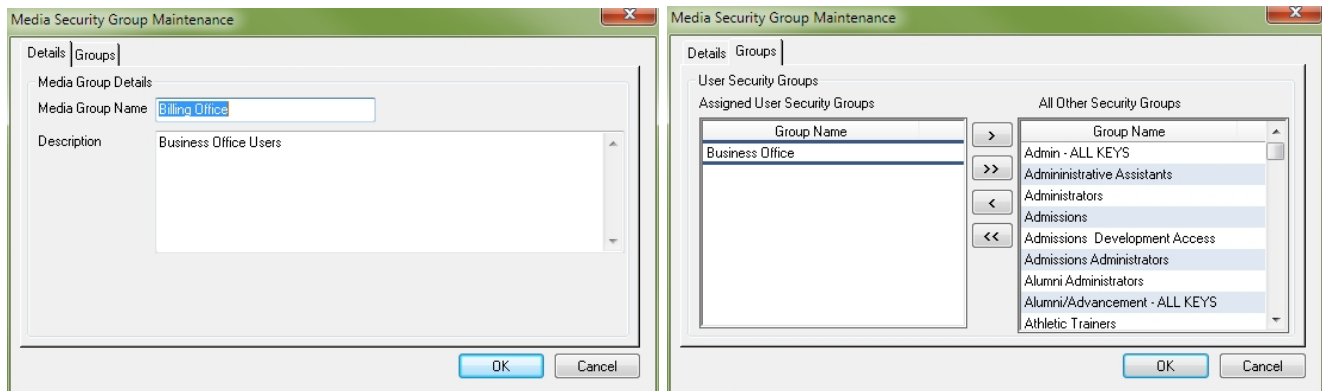 Media Security Group Maintenance
x
Details Groups
Media Group Details
Media Group Name Billing Office
Description Business Office Users
OK Cancel
Media Security Group Maintenance
x
Details Groups
User Security Groups
Assigned User Security Groups
Group Name
Business Office
>
>>
<
<<
All Other Security Groups
Group Name
Admin - ALL KEYS
Admininistrative Assistants
Administrators
Admissions
Admissions Development Access
Admissions Administrators
Alumni Administrators
Alumni/Advancement - ALL KEYS
Athletic Trainers
OK Cancel